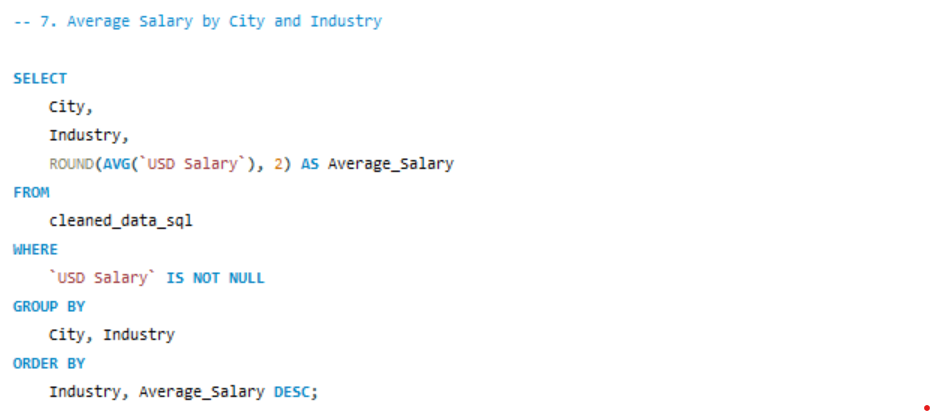 -- 7. Average Salary by City and Industry
SELECT
City,
Industry,
ROUND(AVG(`USD Salary`), 2) AS Average_Salary
FROM
cleaned_data_sql
WHERE
`USD Salary` IS NOT NULL
GROUP BY
City, Industry
ORDER BY
Industry, Average_Salary DESC;